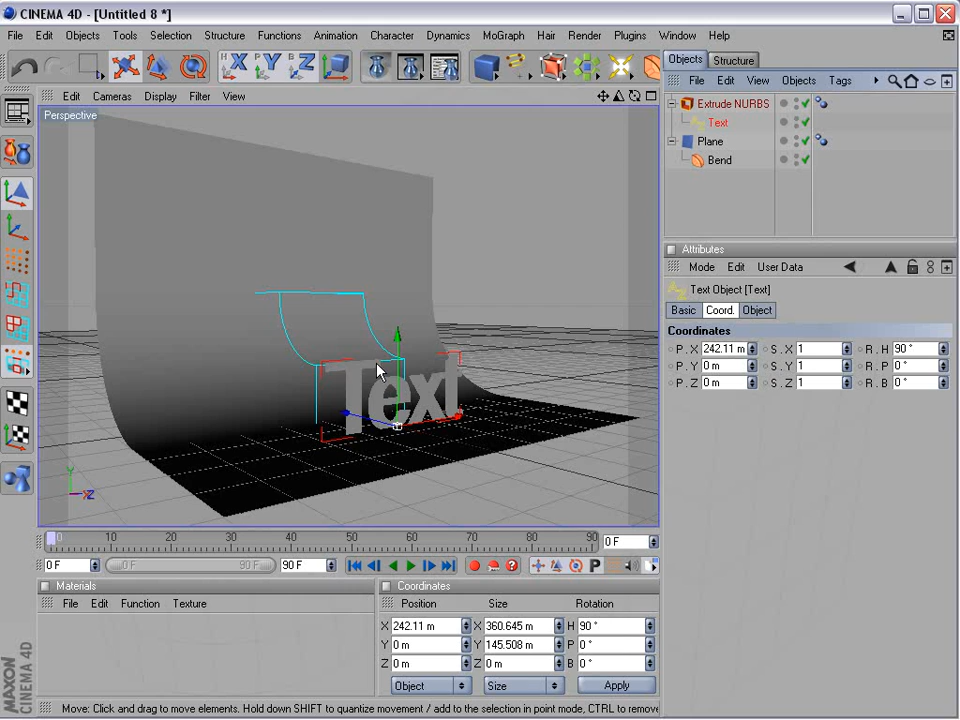 CINEMA 4D - [Untitled 8 *]
File Edit Objects Tools Selection Structure Functions Animation Character Dynamics MoGraph Hair Render Plugins Window Help
X Y Z
Objects Structure
File Edit View Objects Tags
Edit Cameras Display Filter View
Perspective
Extrude NURBS
Text
Plane
Bend
Text
Y
XZ
Attributes
Mode Edit User Data
Text Object [Text]
Basic Coord. Object
Coordinates
P . X 242.11 m S . X 1 R . H 90 °
P . Y 0 m S . Y 1 R . P 0 °
P . Z 0 m S . Z 1 R . B 0 °
0 10 20 30 40 50 60 70 80 90 0 F
0 F 0 F 90 F 90 F P
Materials
File Edit Function Texture
Coordinates
Position Size Rotation
X 242.11 m X 360.645 m H 90 °
Y 0 m Y 145.508 m P 0 °
Z 0 m Z 0 m B 0 °
Object Size Apply
MAXON
CINEMA 4D
Move: Click and drag to move elements. Hold down SHIFT to quantize movement / add to the selection in point mode, CTRL to remove